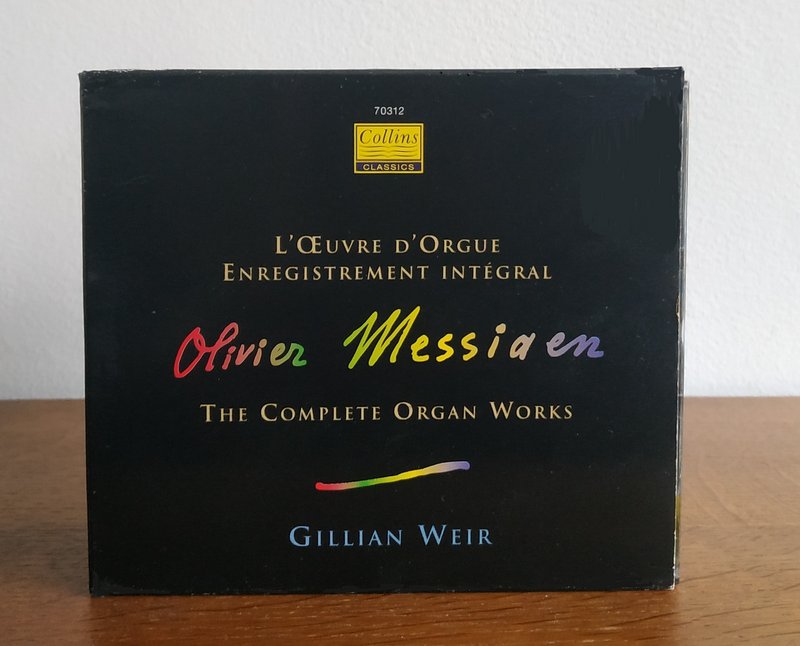 70312
Collins
CLASSICS
L'ŒUVRE D'ORGUE
ENREGISTREMENT INTÉGRAL
Olivier Messiaen
THE COMPLETE ORGAN WORKS
GILLIAN WEIR